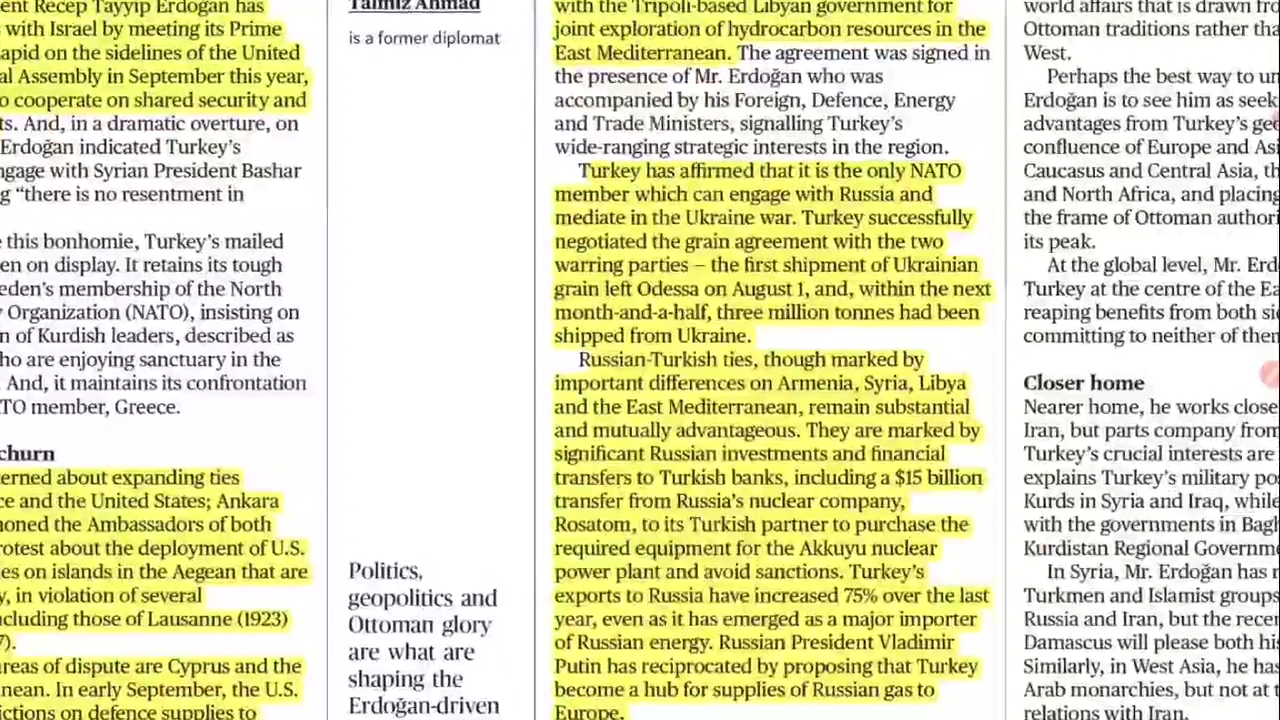 ent Recep Tayyip Erdoğan has
with Israel by meeting its Prime
apid on the sidelines of the United
al Assembly in September this year,
o cooperate on shared security and
ts. And, in a dramatic overture, on
Erdoğan indicated Turkey's
ngage with Syrian President Bashar
g “there is no resentment in
this bonhomie, Turkey's mailed
en on display. It retains its tough
eden's membership of the North
Organization (NATO), insisting on
n of Kurdish leaders, described as
ho are enjoying sanctuary in the
And, it maintains its confrontation
TO member, Greece.
churn
erned about expanding ties
ce and the United States; Ankara
oned the Ambassadors of both
rotest about the deployment of U.S.
es on islands in the Aegean that are
y, in violation of several
cluding those of Lausanne (1923)
7).
reas of dispute are Cyprus and the
nean. In early September, the U.S.
ictions on defence supplies to
Talmiz Ahmad
is a former diplomat
Politics,
geopolitics and
Ottoman glory
are what are
shaping the
Erdoğan-driven
with the Tripoli-based Libyan government for
joint exploration of hydrocarbon resources in the
East Mediterranean. The agreement was signed in
the presence of Mr. Erdoğan who was
accompanied by his Foreign, Defence, Energy
and Trade Ministers, signalling Turkey's
wide-ranging strategic interests in the region.
Turkey has affirmed that it is the only NATO
member which can engage with Russia and
mediate in the Ukraine war. Turkey successfully
negotiated the grain agreement with the two
warring parties – the first shipment of Ukrainian
grain left Odessa on August 1, and, within the next
month-and-a-half, three million tonnes had been
shipped from Ukraine.
Russian-Turkish ties, though marked by
important differences on Armenia, Syria, Libya
and the East Mediterranean, remain substantial
and mutually advantageous. They are marked by
significant Russian investments and financial
transfers to Turkish banks, including a $15 billion
transfer from Russia's nuclear company,
Rosatom, to its Turkish partner to purchase the
required equipment for the Akkuyu nuclear
power plant and avoid sanctions. Turkey's
exports to Russia have increased 75% over the last
year, even as it has emerged as a major importer
of Russian energy. Russian President Vladimir
Putin has reciprocated by proposing that Turkey
become a hub for supplies of Russian gas to
Europe.
world affairs that is drawn fro
Ottoman traditions rather tha
West.
Perhaps the best way to un
Erdoğan is to see him as seek
advantages from Turkey's geo
confluence of Europe and Asi
Caucasus and Central Asia, th
and North Africa, and placing
the frame of Ottoman authori
its peak.
At the global level, Mr. Erd
Turkey at the centre of the Ea
reaping benefits from both si
committing to neither of the
Closer home
Nearer home, he works close
Iran, but parts company from
Turkey's crucial interests are
explains Turkey's military po
Kurds in Syria and Iraq, while
with the governments in Bag
Kurdistan Regional Governme
In Syria, Mr. Erdoğan has
Turkmen and Islamist groups
Russia and Iran, but the recen
Damascus will please both hi
Similarly, in West Asia, he has
Arab monarchies, but not at
relations with Iran.